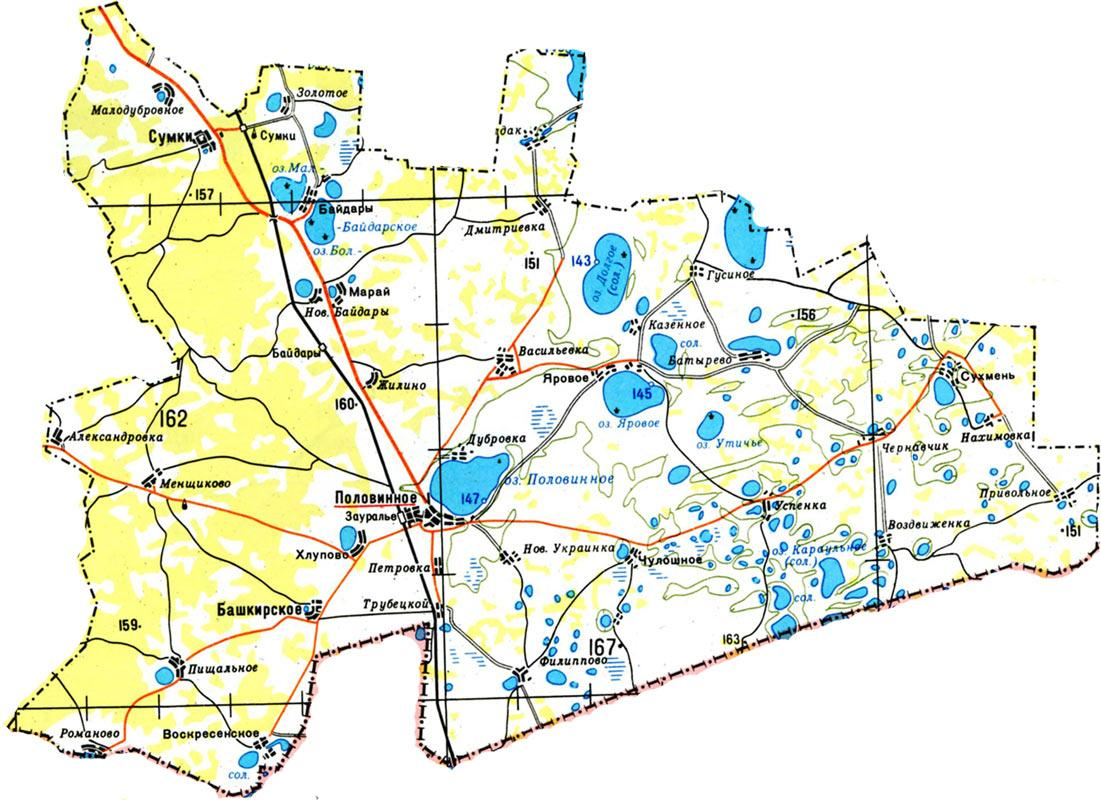 Золотое
Малодубровное
Сумки
Сумки
-дак
оз. Мал.-
157
Байдары
-Байдарское
оз. Бол.-
Дмитриевка
151
143
оз. Долгое
(сол.)
Гусиное
Марай
Нов. Байдары
156
Казённое
сол.
Байдары
Васильевка
Батырево
Яровое
Жилино
145
Сухмень
160
162
оз. Яровое
оз. Утичье
Александровка
Дубровка
Нахимовка
Чернавчик
Менщиково
оз. Половинное
Половинное
147
Привольное
Зауралье
Успенка
Воздвиженка
151
Хлупово
Нов. Украинка
Чулошное
оз. Караульное
(сол.)
Петровка
сол.
Башкирское
Трубецкой
159
163
167
Филиппово
Пищальное
Романово
Воскресенское
сол.